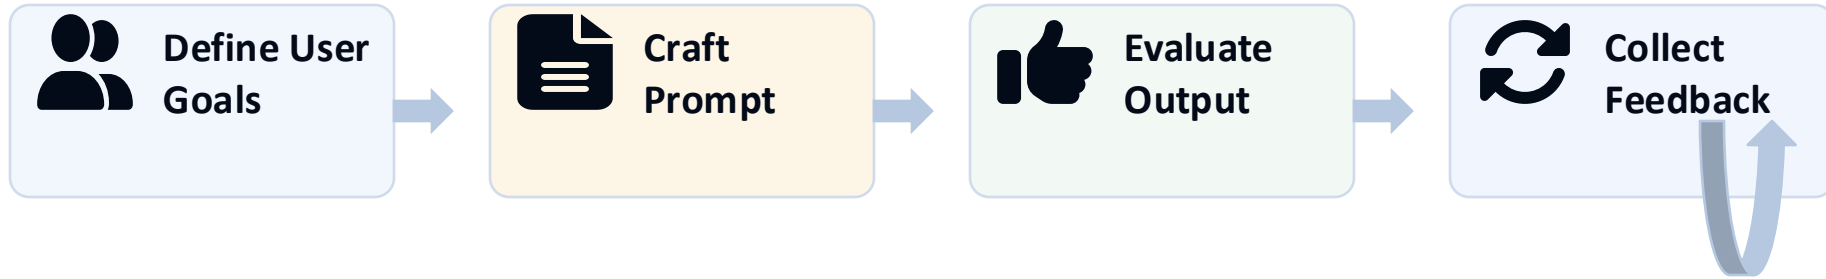 Define User
Goals
Craft
Prompt
Evaluate
Output
Collect
Feedback